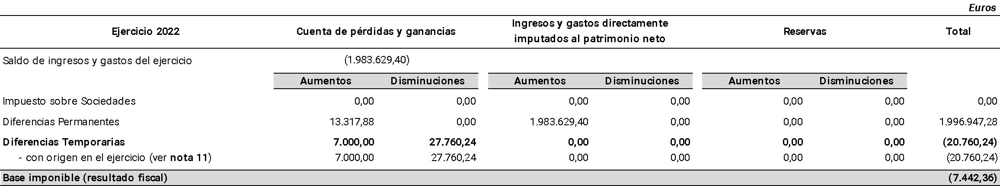 Euros
Ejercicio 2022 Cuenta de pérdidas y ganancias Ingresos y gastos directamente imputados al patrimonio neto Reservas Total
Saldo de ingresos y gastos del ejercicio (1.983.629,40)
Aumentos Disminuciones Aumentos Disminuciones Aumentos Disminuciones
Impuesto sobre Sociedades 0,00 0,00 0,00 0,00 0,00 0,00 0,00
Diferencias Permanentes 13.317,88 0,00 1.983.629,40 0,00 0,00 0,00 1.996.947,28
Diferencias Temporarias 7.000,00 27.760,24 0,00 0,00 0,00 0,00 (20.760,24)
- con origen en el ejercicio (ver nota 11) 7.000,00 27.760,24 0,00 0,00 0,00 0,00 (20.760,24)
Base imponible (resultado fiscal) (7.442,36)